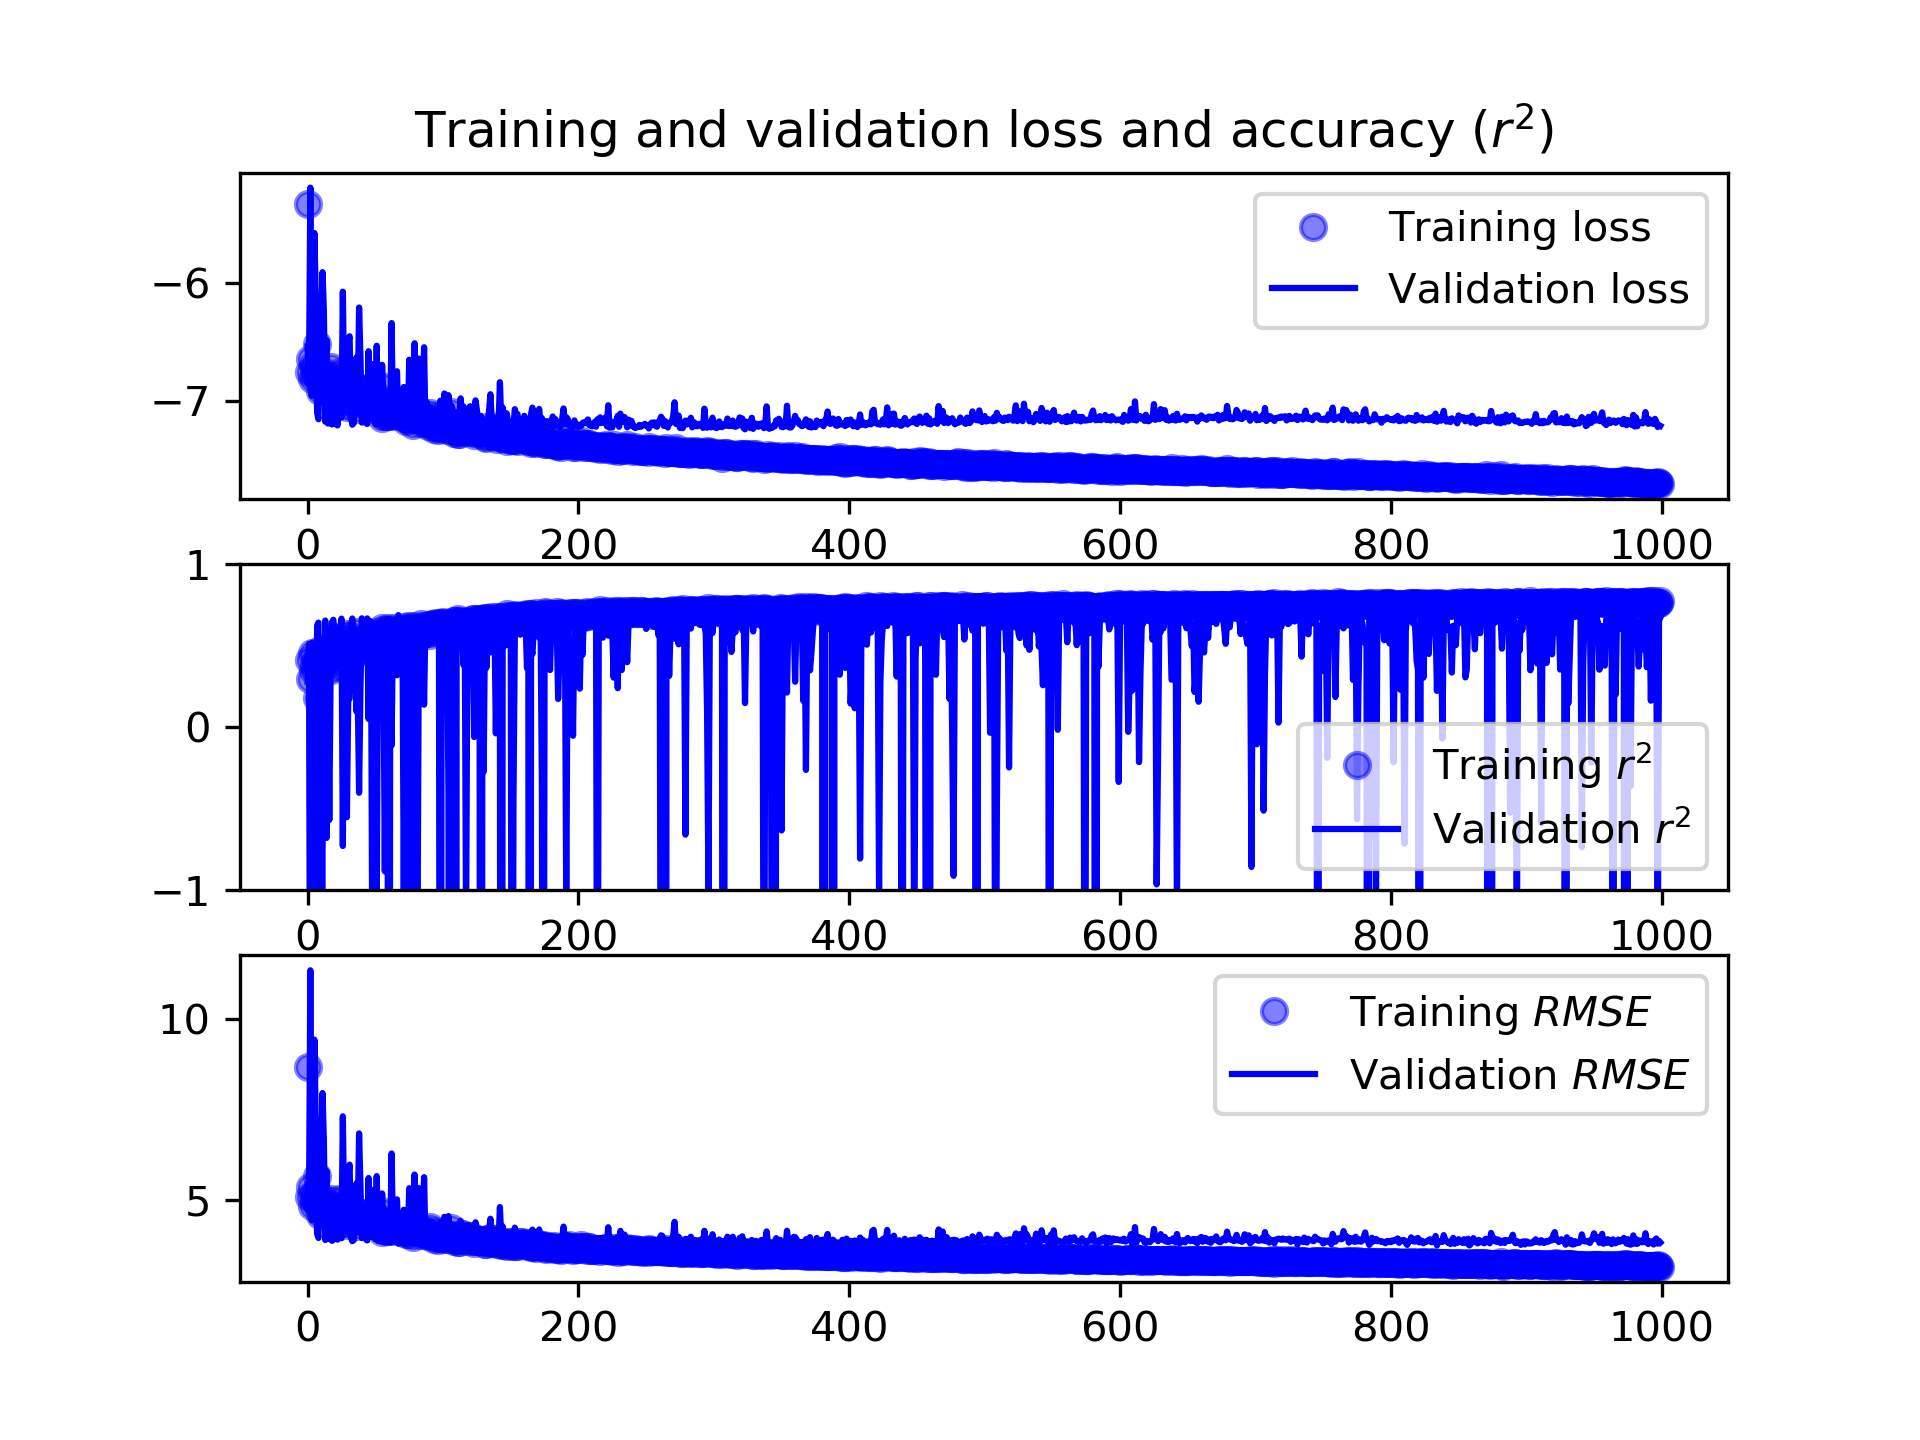 Training and validation loss and accuracy (r²)
Training loss
Validation loss
−6
−7
0 200 400 600 800 1000
1
0
−1
Training r²
Validation r²
0 200 400 600 800 1000
10
5
Training RMSE
Validation RMSE
0 200 400 600 800 1000